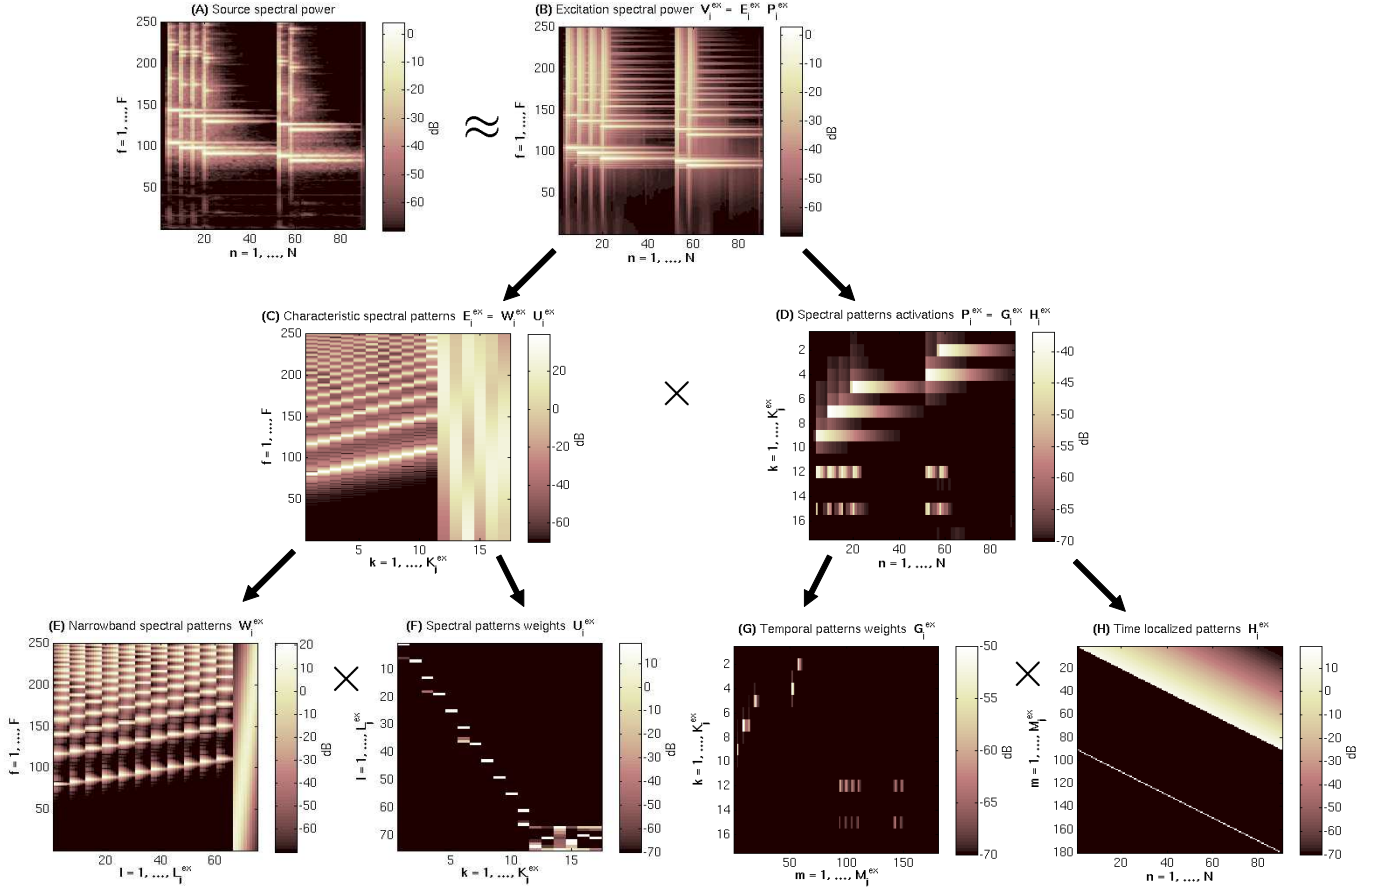 (A) Source spectral power
(B) Excitation spectral power V_j^ex = E_j^ex P_j^ex
250
200
150
100
50
f = 1, ..., F
20 40 60 80
n = 1, ..., N
0
-10
-20
-30
-40
-50
-60
dB
≈
250
200
150
100
50
f = 1, ..., F
20 40 60 80
n = 1, ..., N
0
-10
-20
-30
-40
-50
-60
dB
(C) Characteristic spectral patterns E_j^ex = W_j^ex U_j^ex
250
200
150
100
50
f = 1, ..., F
5 10 15
k = 1, ..., K_j^ex
20
0
-20
-40
-60
dB
×
(D) Spectral patterns activations P_j^ex = G_j^ex H_j^ex
2
4
6
8
10
12
14
16
k = 1, ..., K_j^ex
20 40 60 80
n = 1, ..., N
-40
-45
-50
-55
-60
-65
-70
dB
(E) Narrowband spectral patterns W_j^ex
250
200
150
100
50
f = 1, ..., F
20 40 60
l = 1, ..., L_j^ex
20
10
0
-10
-20
-30
-40
-50
-60
dB
×
(F) Spectral patterns weights U_j^ex
10
20
30
40
50
60
70
l = 1, ..., L_j^ex
5 10 15
k = 1, ..., K_j^ex
10
0
-10
-20
-30
-40
-50
-60
-70
dB
(G) Temporal patterns weights G_j^ex
2
4
6
8
10
12
14
16
k = 1, ..., K_j^ex
50 100 150
m = 1, ..., M_j^ex
-50
-55
-60
-65
-70
dB
×
(H) Time localized patterns H_j^ex
20
40
60
80
100
120
140
160
180
m = 1, ..., M_j^ex
20 40 60 80
n = 1, ..., N
10
0
-10
-20
-30
-40
-50
-60
-70
dB